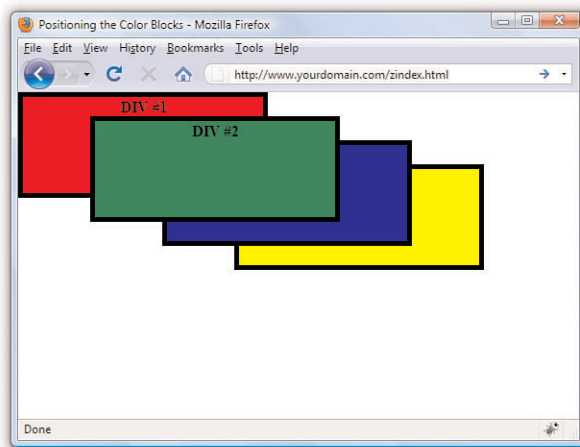 Positioning the Color Blocks - Mozilla Firefox
File Edit View History Bookmarks Tools Help
http://www.yourdomain.com/zindex.html
DIV #1
DIV #2
Done